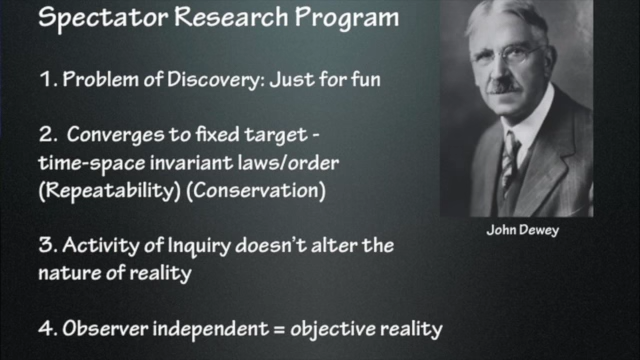 Spectator Research Program
1. Problem of Discovery: Just for fun
2. Converges to fixed target -
time-space invariant laws/order
(Repeatability) (Conservation)
3. Activity of Inquiry doesn't alter the
nature of reality
4. Observer independent = objective reality
John Dewey